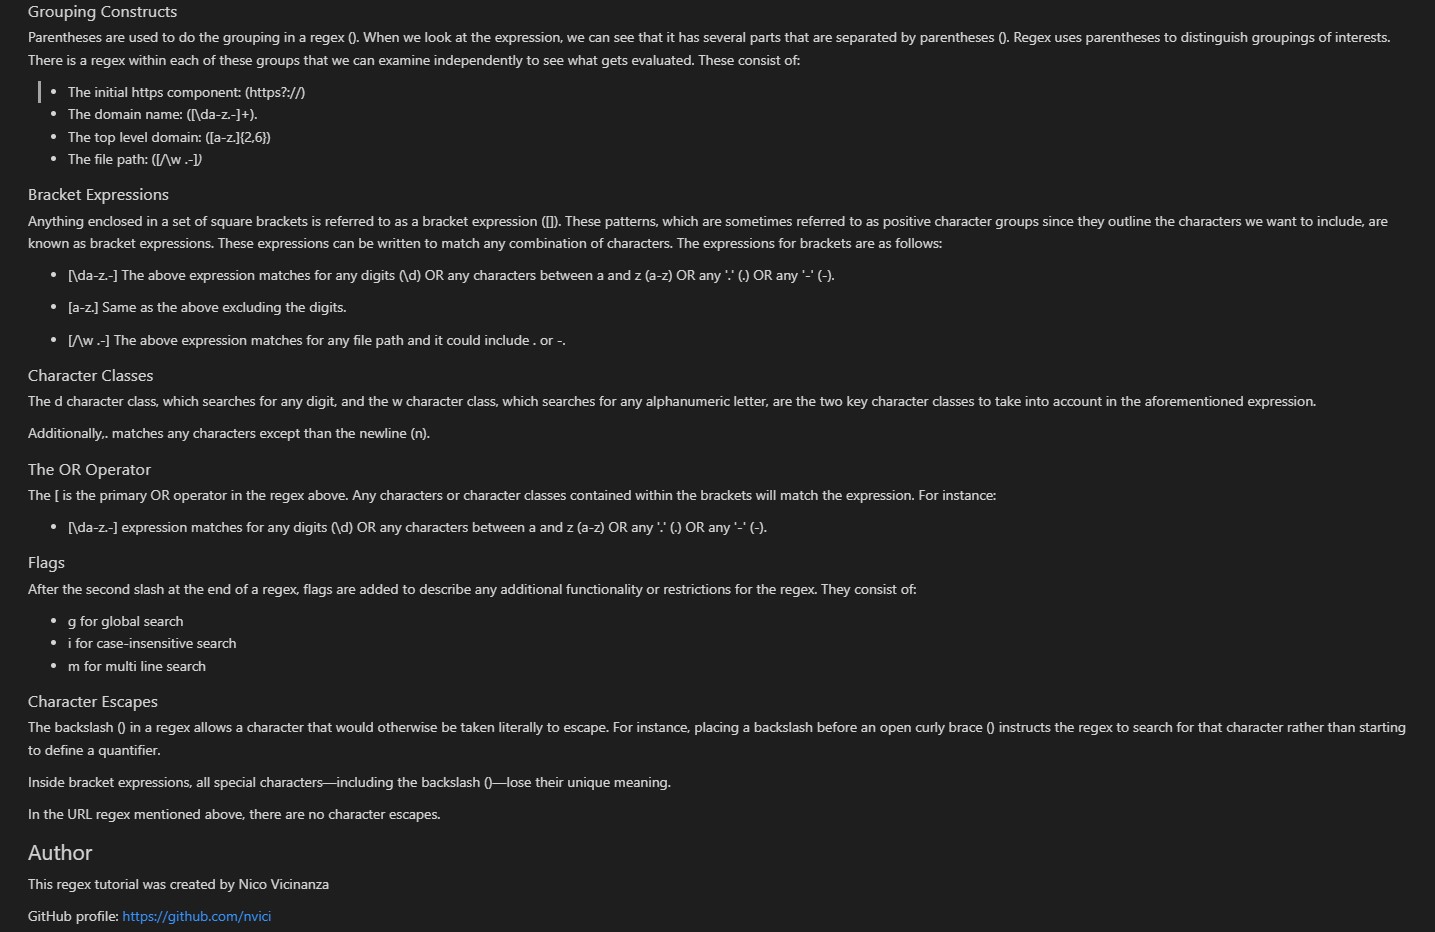 Grouping Constructs
Parentheses are used to do the grouping in a regex (). When we look at the expression, we can see that it has several parts that are separated by parentheses (). Regex uses parentheses to distinguish groupings of interests.
There is a regex within each of these groups that we can examine independently to see what gets evaluated. These consist of:
• The initial https component: (https?://)
• The domain name: ([\da-z.-]+).
• The top level domain: ([a-z.]{2,6})
• The file path: ([/\w .-])
Bracket Expressions
Anything enclosed in a set of square brackets is referred to as a bracket expression ([]). These patterns, which are sometimes referred to as positive character groups since they outline the characters we want to include, are
known as bracket expressions. These expressions can be written to match any combination of characters. The expressions for brackets are as follows:
• [\da-z.-] The above expression matches for any digits (\d) OR any characters between a and z (a-z) OR any '.' (.) OR any '-' (-).
• [a-z.] Same as the above excluding the digits.
• [/\w .-] The above expression matches for any file path and it could include . or -.
Character Classes
The d character class, which searches for any digit, and the w character class, which searches for any alphanumeric letter, are the two key character classes to take into account in the aforementioned expression.
Additionally,. matches any characters except than the newline (n).
The OR Operator
The [ is the primary OR operator in the regex above. Any characters or character classes contained within the brackets will match the expression. For instance:
• [\da-z.-] expression matches for any digits (\d) OR any characters between a and z (a-z) OR any '.' (.) OR any '-' (-).
Flags
After the second slash at the end of a regex, flags are added to describe any additional functionality or restrictions for the regex. They consist of:
• g for global search
• i for case-insensitive search
• m for multi line search
Character Escapes
The backslash () in a regex allows a character that would otherwise be taken literally to escape. For instance, placing a backslash before an open curly brace () instructs the regex to search for that character rather than starting
to define a quantifier.
Inside bracket expressions, all special characters—including the backslash ()—lose their unique meaning.
In the URL regex mentioned above, there are no character escapes.
Author
This regex tutorial was created by Nico Vicinanza
GitHub profile: https://github.com/nvici